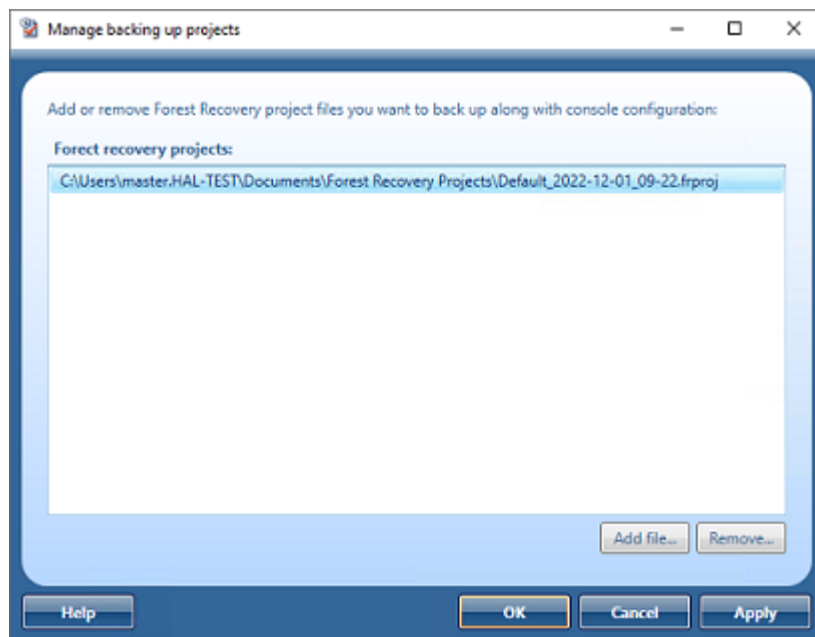 Manage backing up projects
Add or remove Forest Recovery project files you want to back up along with console configuration:
Forect recovery projects:
C:\Users\master.HAL-TEST\Documents\Forest Recovery Projects\Default_2022-12-01_09-22.frproj
Add file... Remove...
Help OK Cancel Apply